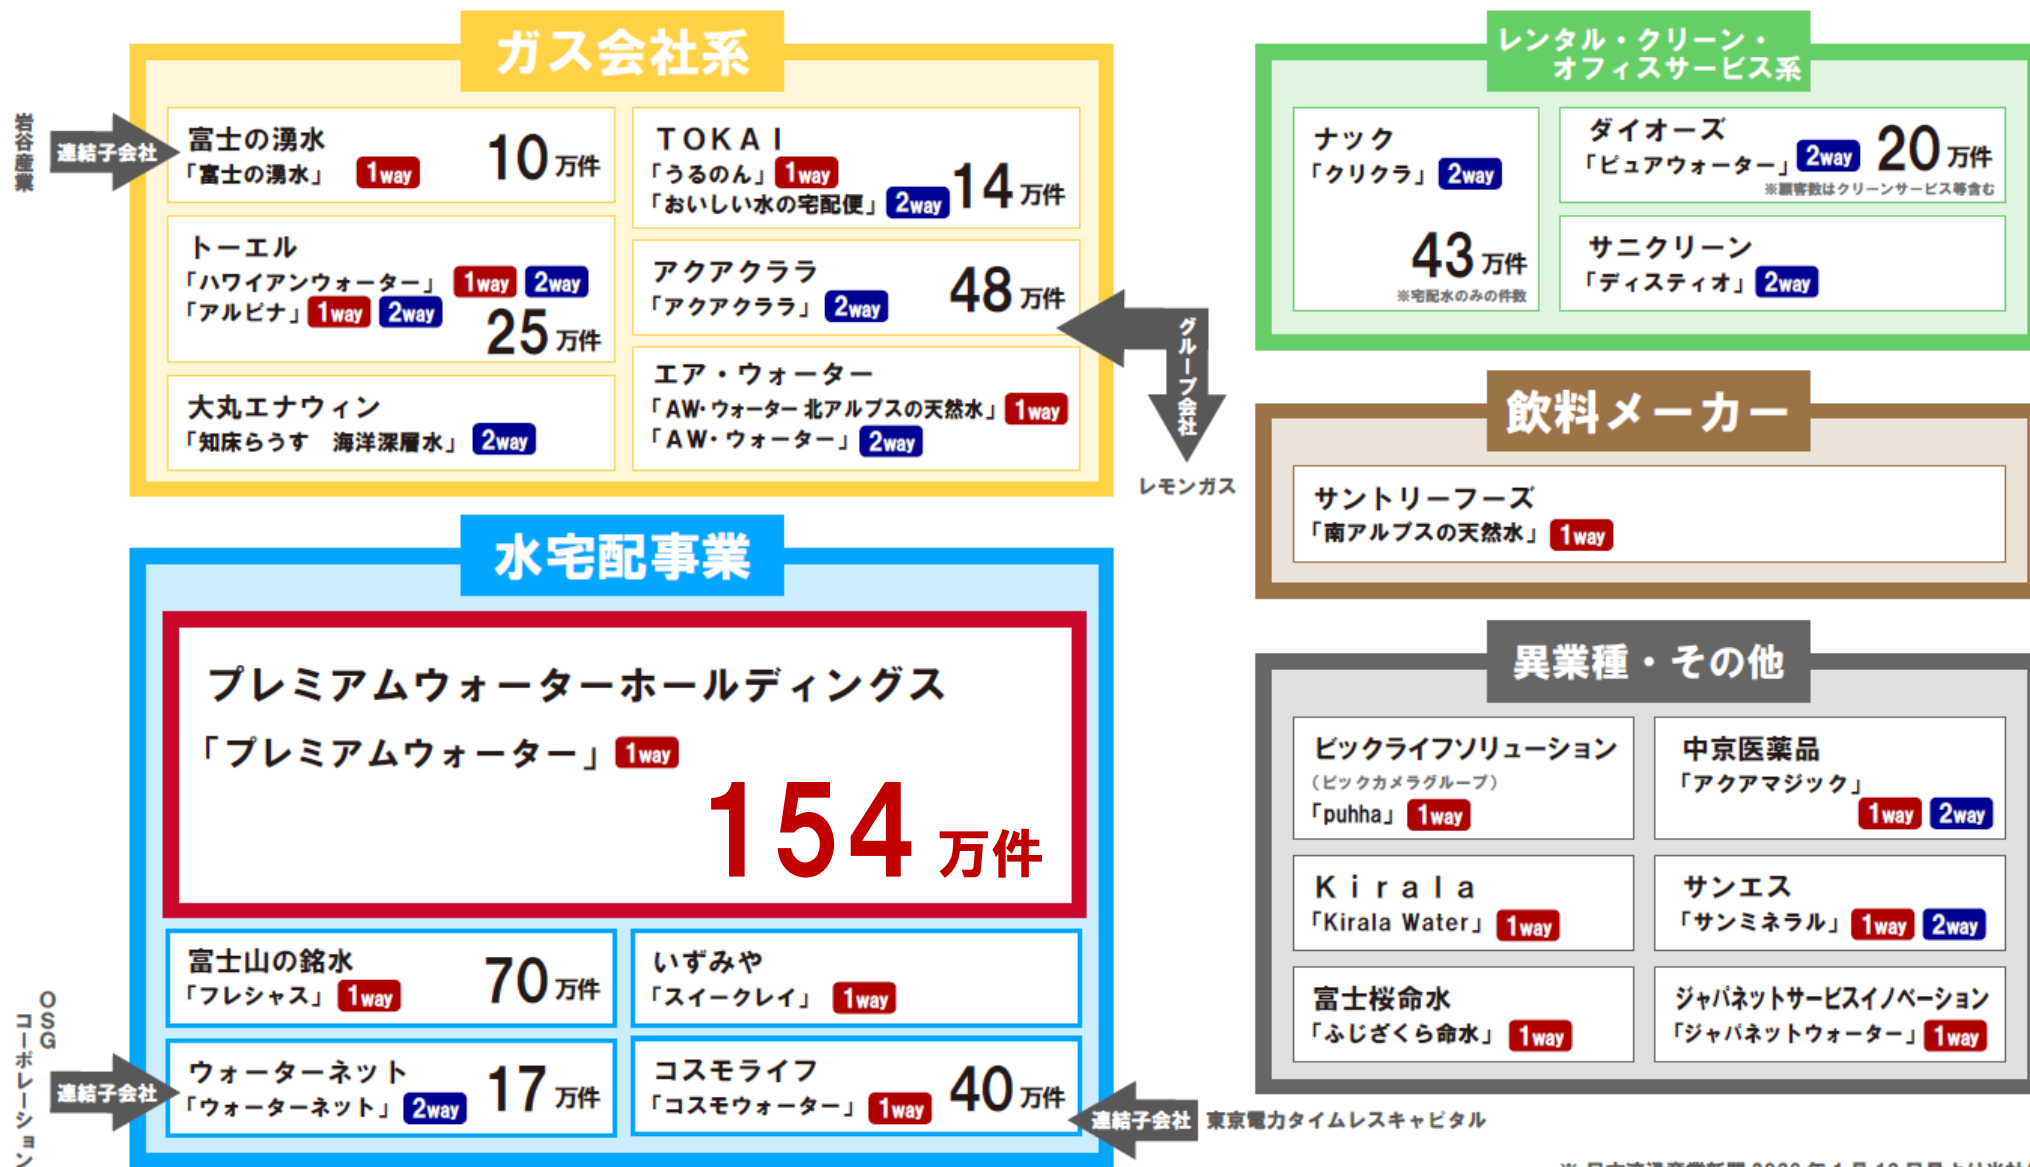 ガス会社系
岩谷産業
連結子会社
富士の湧水
「富士の湧水」 1way 10万件
トーエル
「ハワイアンウォーター」 1way 2way
「アルピナ」 1way 2way
25万件
大丸エナウィン
「知床らうす　海洋深層水」 2way
ＴＯＫＡＩ
「うるのん」 1way
「おいしい水の宅配便」 2way 14万件
アクアクララ
「アクアクララ」 2way 48万件
エア・ウォーター
「AW・ウォーター 北アルプスの天然水」 1way
「ＡＷ・ウォーター」 2way
グループ会社
レモンガス
水宅配事業
プレミアムウォーターホールディングス
「プレミアムウォーター」 1way
154万件
富士山の銘水
「フレシャス」 1way 70万件
いずみや
「スイークレイ」 1way
OSG
コーポレーション
連結子会社
ウォーターネット
「ウォーターネット」 2way 17万件
コスモライフ
「コスモウォーター」 1way 40万件
連結子会社 東京電力タイムレスキャピタル
レンタル・クリーン・
オフィスサービス系
ナック
「クリクラ」 2way
43万件
※宅配水のみの件数
ダイオーズ
「ピュアウォーター」 2way 20万件
※顧客数はクリーンサービス等含む
サニクリーン
「ディスティオ」 2way
飲料メーカー
サントリーフーズ
「南アルプスの天然水」 1way
異業種・その他
ビックライフソリューション
（ビックカメラグループ）
「puhha」 1way
中京医薬品
「アクアマジック」
1way 2way
Ｋｉｒａｌａ
「Kirala Water」 1way
サンエス
「サンミネラル」 1way 2way
富士桜命水
「ふじざくら命水」 1way
ジャパネットサービスイノベーション
「ジャパネットウォーター」 1way